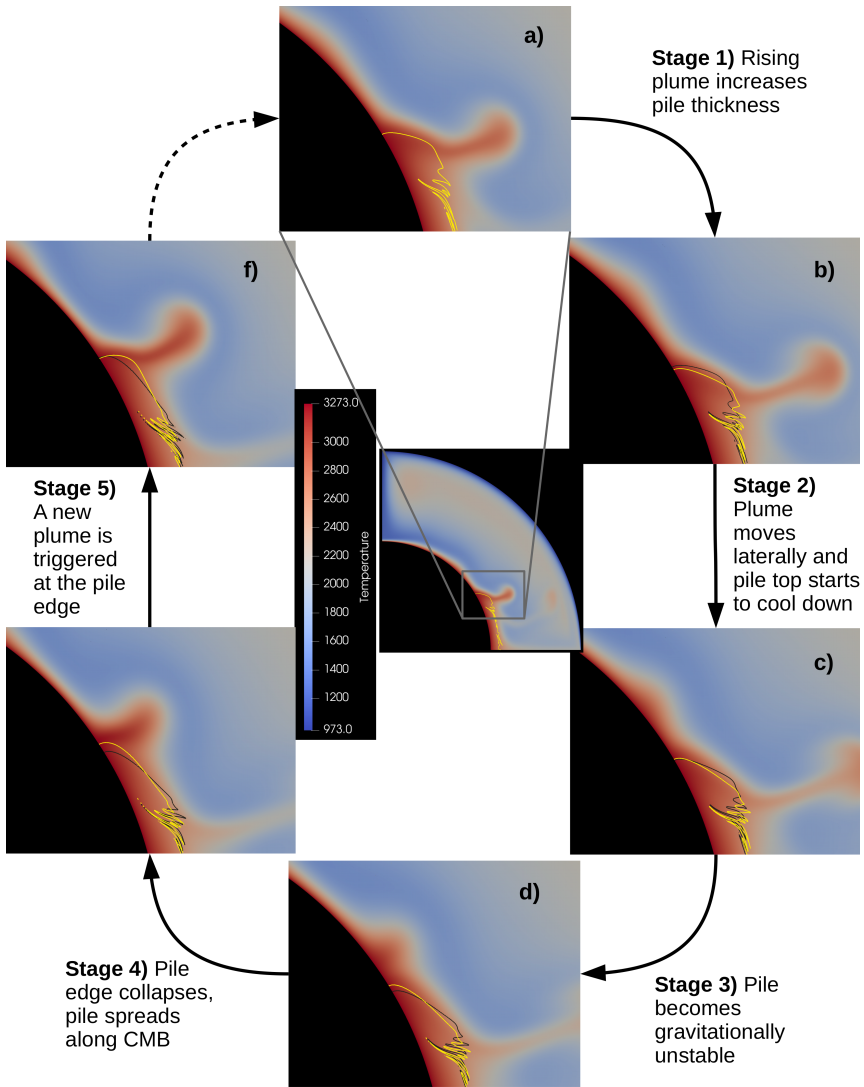 a)
Stage 1) Rising
plume increases
pile thickness
b)
Stage 2)
Plume
moves
laterally and
pile top starts
to cool down
c)
Stage 3) Pile
becomes
gravitationally
unstable
d)
Stage 4) Pile
edge collapses,
pile spreads
along CMB
Stage 5)
A new
plume is
triggered
at the pile
edge
f)
3273.0
3000
2800
2600
2400
2200
2000
1800
1600
1400
1200
973.0
Temperature